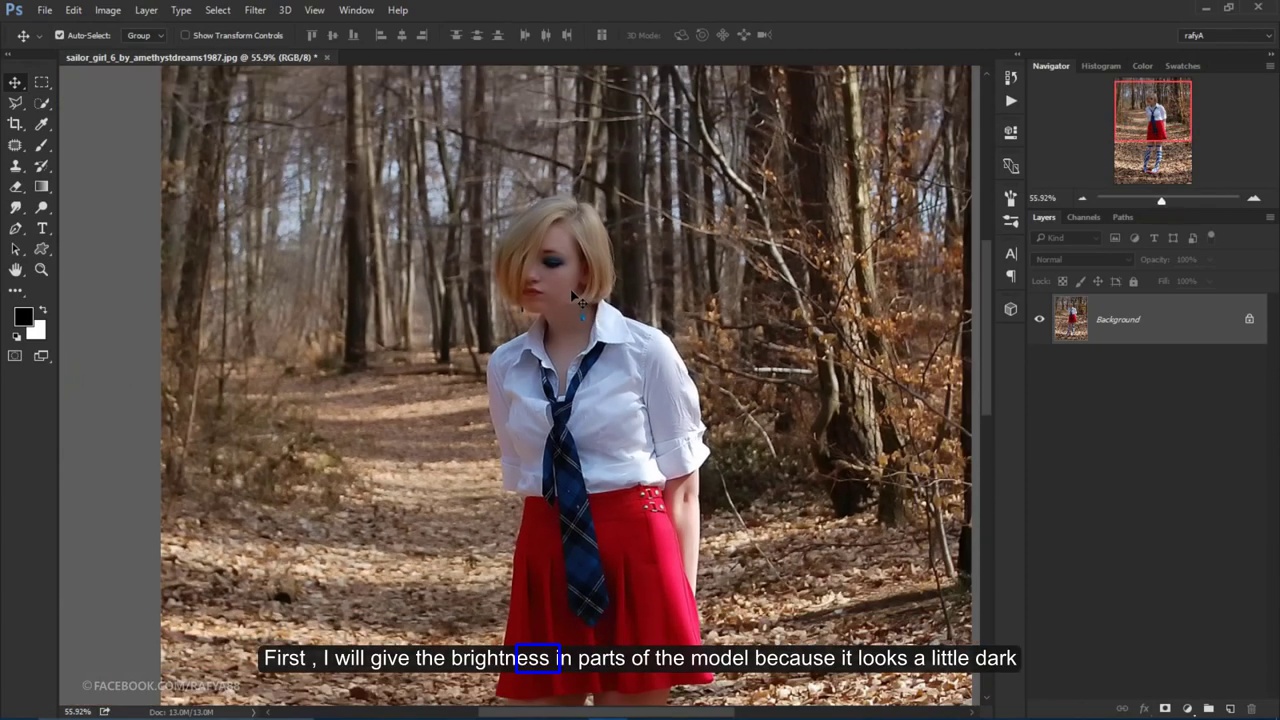 Ps File Edit Image Layer Type Select Filter 3D View Window Help
Auto-Select: Group Show Transform Controls 3D Mode: rafyA
sailor_girl_6_by_amethystdreams1987.jpg @ 55.9% (RGB/8) *
Navigator Histogram Color Swatches
55.92%
Layers Channels Paths
Kind
Normal Opacity: 100%
Lock: Fill: 100%
Background
First , I will give the brightness in parts of the model because it looks a little dark
© FACEBOOK.COM/RAFYA88
55.92% Doc: 13.0M/13.0M